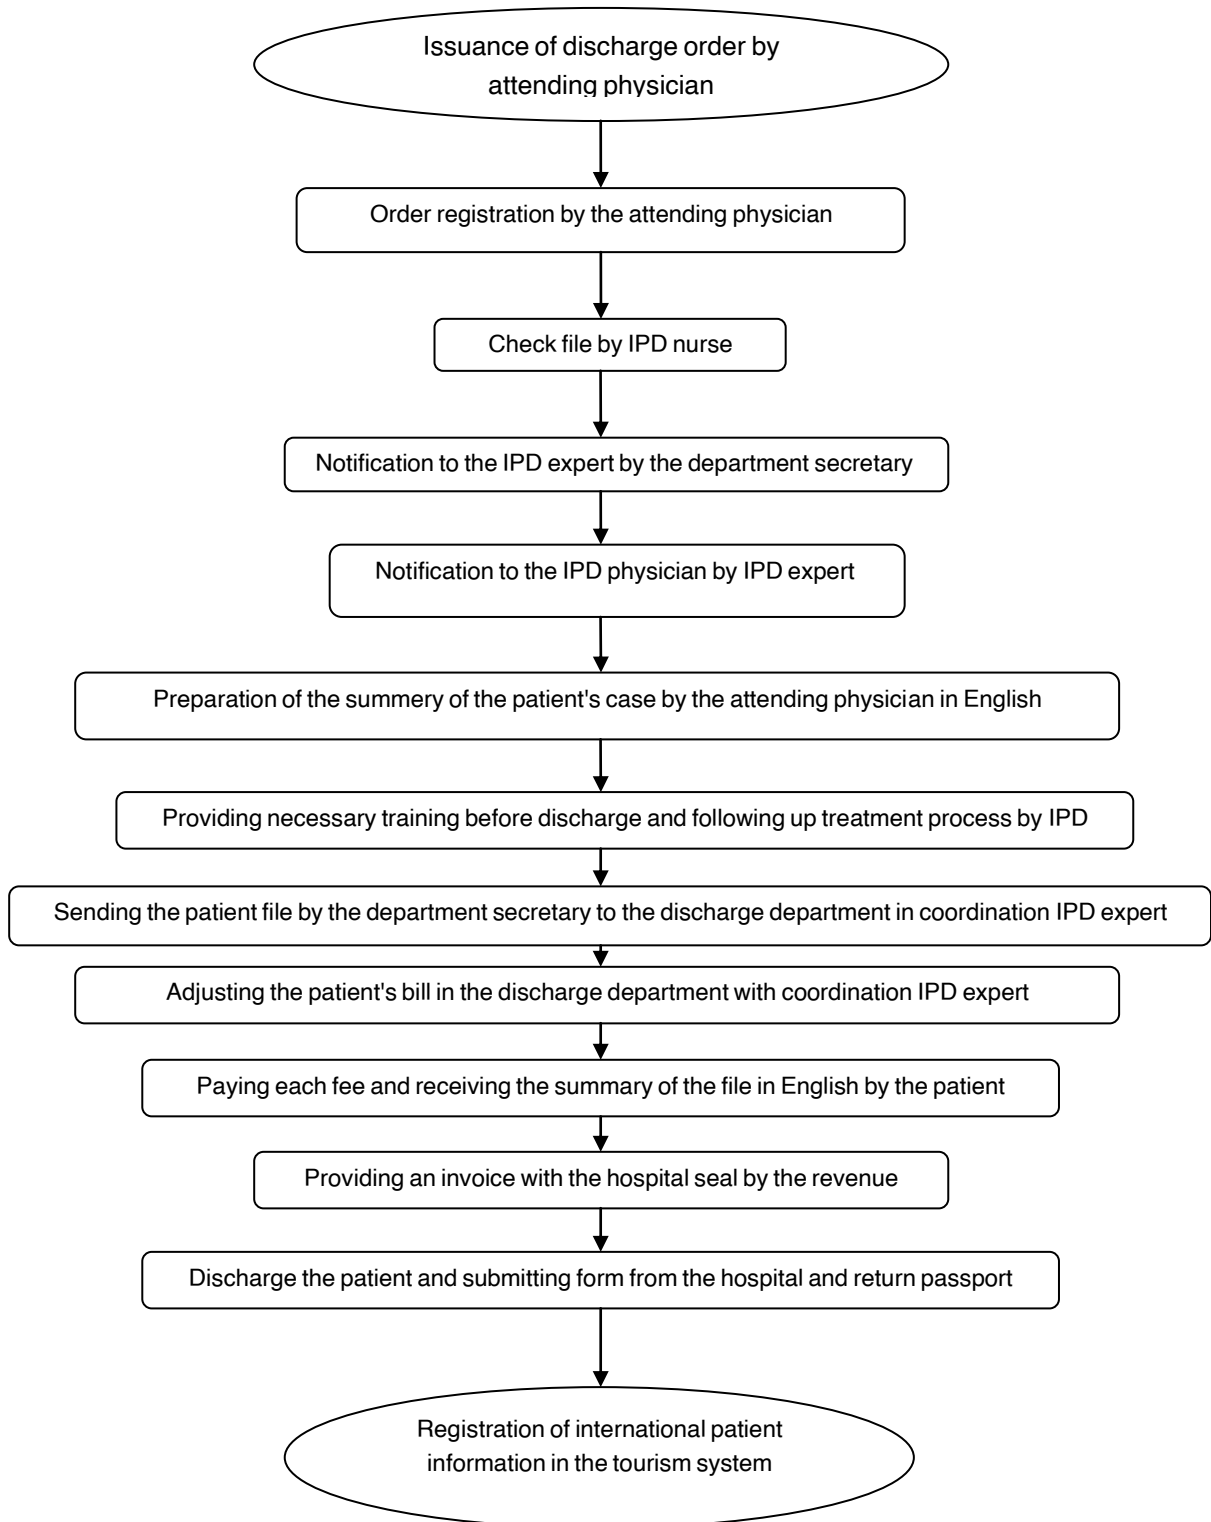 Issuance of discharge order by
attending physician
Order registration by the attending physician
Check file by IPD nurse
Notification to the IPD expert by the department secretary
Notification to the IPD physician by IPD expert
Preparation of the summery of the patient's case by the attending physician in English
Providing necessary training before discharge and following up treatment process by IPD
Sending the patient file by the department secretary to the discharge department in coordination IPD expert
Adjusting the patient's bill in the discharge department with coordination IPD expert
Paying each fee and receiving the summary of the file in English by the patient
Providing an invoice with the hospital seal by the revenue
Discharge the patient and submitting form from the hospital and return passport
Registration of international patient
information in the tourism system